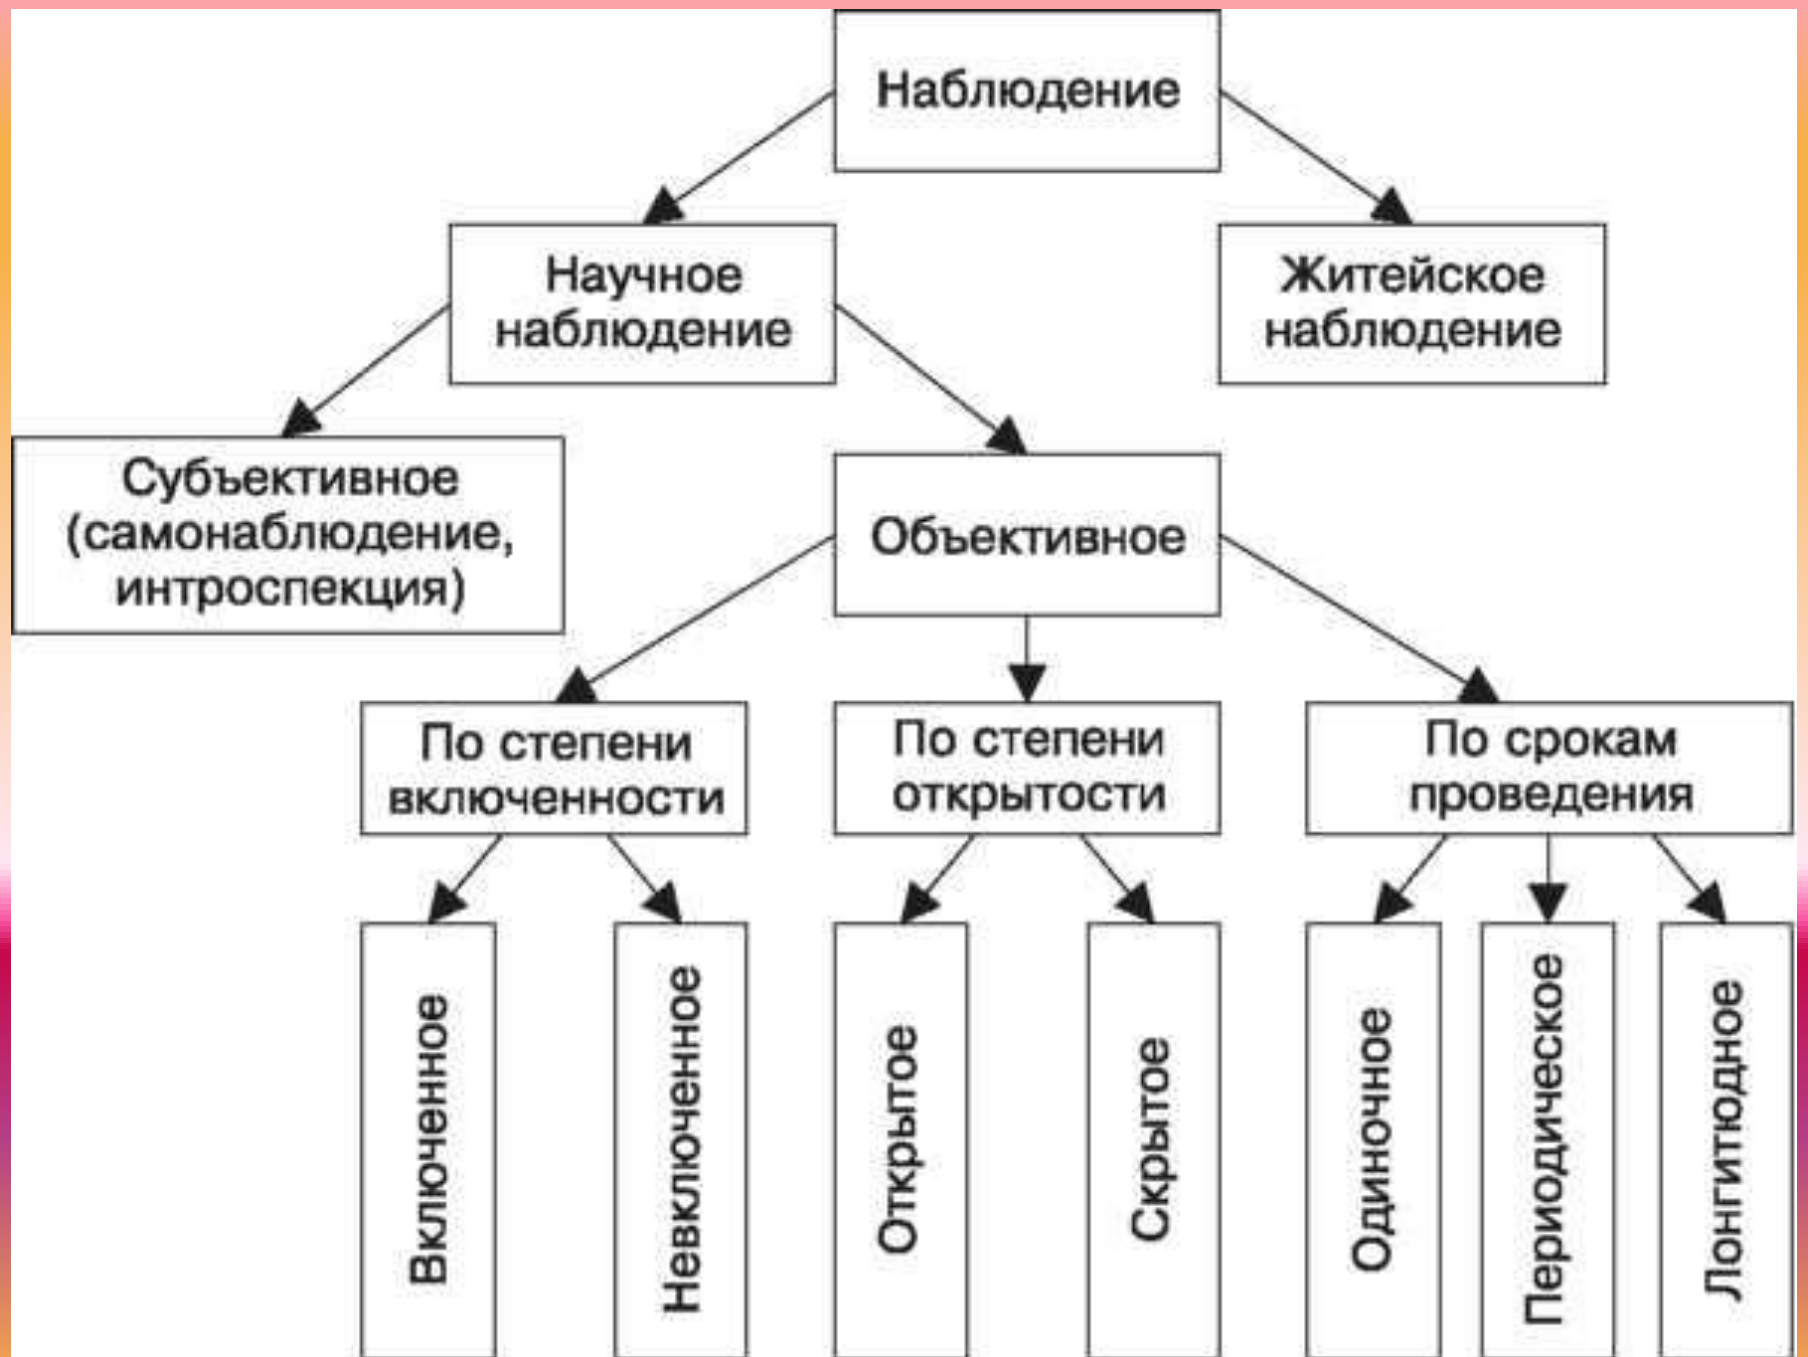 Наблюдение
Научное
наблюдение
Житейское
наблюдение
Субъективное
(самонаблюдение,
интроспекция)
Объективное
По степени
включенности
По степени
открытости
По срокам
проведения
Включенное
Невключенное
Открытое
Скрытое
Одиночное
Периодическое
Лонгитюдное